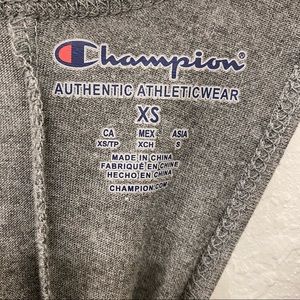 Champion
AUTHENTIC ATHLETICWEAR
XS
CA MEX ASIA
XS/TP XCH S
MADE IN CHINA
FABRIQUÉ EN CHINE
HECHO EN CHINA
CHAMPION.COM